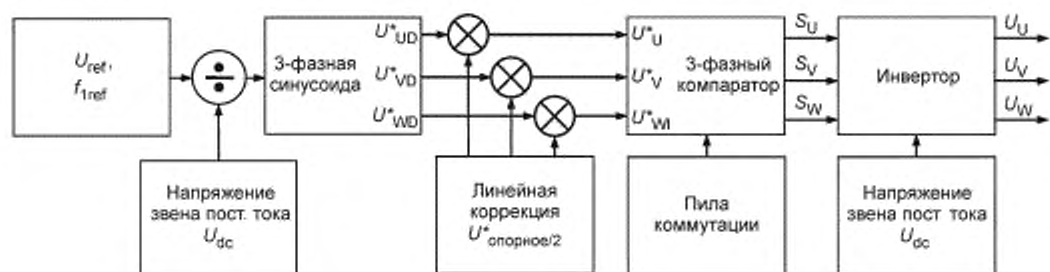 U_ref,
f_1ref
÷
3-фазная
синусоида
U*_UD
U*_VD
U*_WD
U*_U
U*_V
U*_WI
3-фазный
компаратор
S_U
S_V
S_W
Инвертор
U_U
U_V
U_W
Напряжение
звена пост. тока
U_dc
Линейная
коррекция
U*_опорное/2
Пила
коммутации
Напряжение
звена пост тока
U_dc